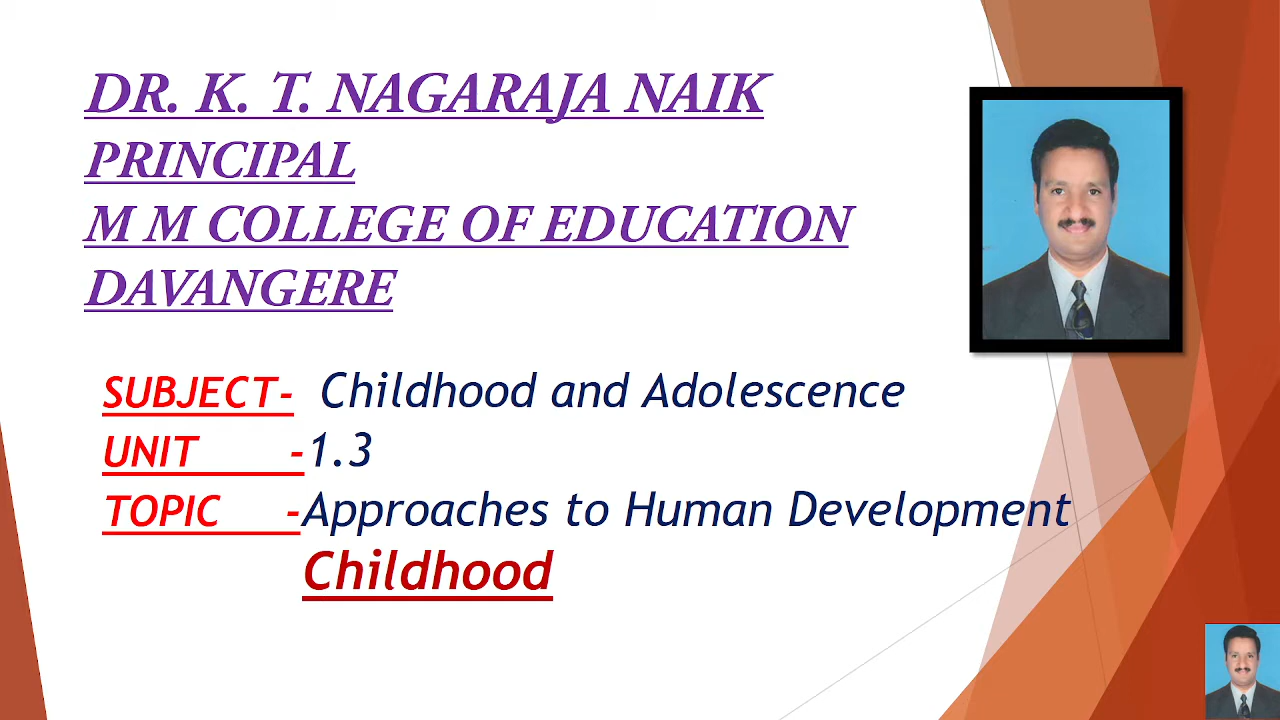 DR. K. T. NAGARAJA NAIK
PRINCIPAL
M M COLLEGE OF EDUCATION
DAVANGERE
SUBJECT- Childhood and Adolescence
UNIT -1.3
TOPIC -Approaches to Human Development
Childhood